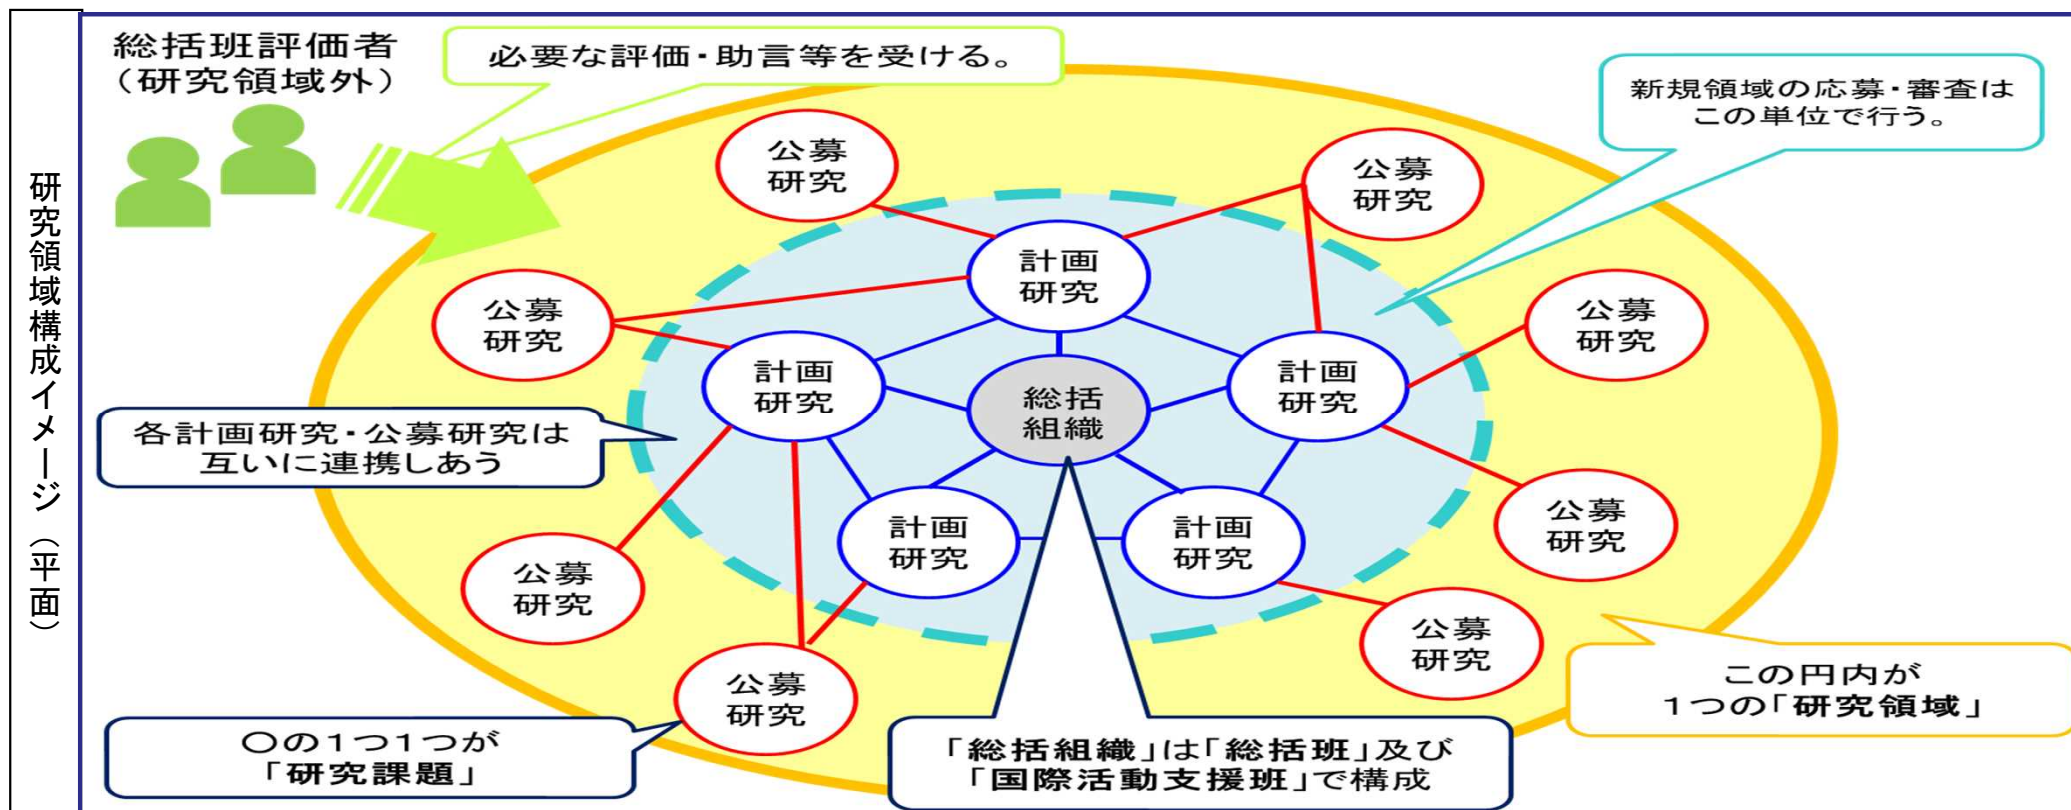 研究領域構成イメージ（平面）
総括班評価者
（研究領域外）
必要な評価・助言等を受ける。
新規領域の応募・審査は
この単位で行う。
公募
研究
公募
研究
計画
研究
公募
研究
公募
研究
計画
研究
計画
研究
総括
組織
各計画研究・公募研究は
互いに連携しあう
計画
研究
計画
研究
公募
研究
公募
研究
公募
研究
公募
研究
この円内が
１つの「研究領域」
〇の１つ１つが
「研究課題」
「総括組織」は「総括班」及び
「国際活動支援班」で構成